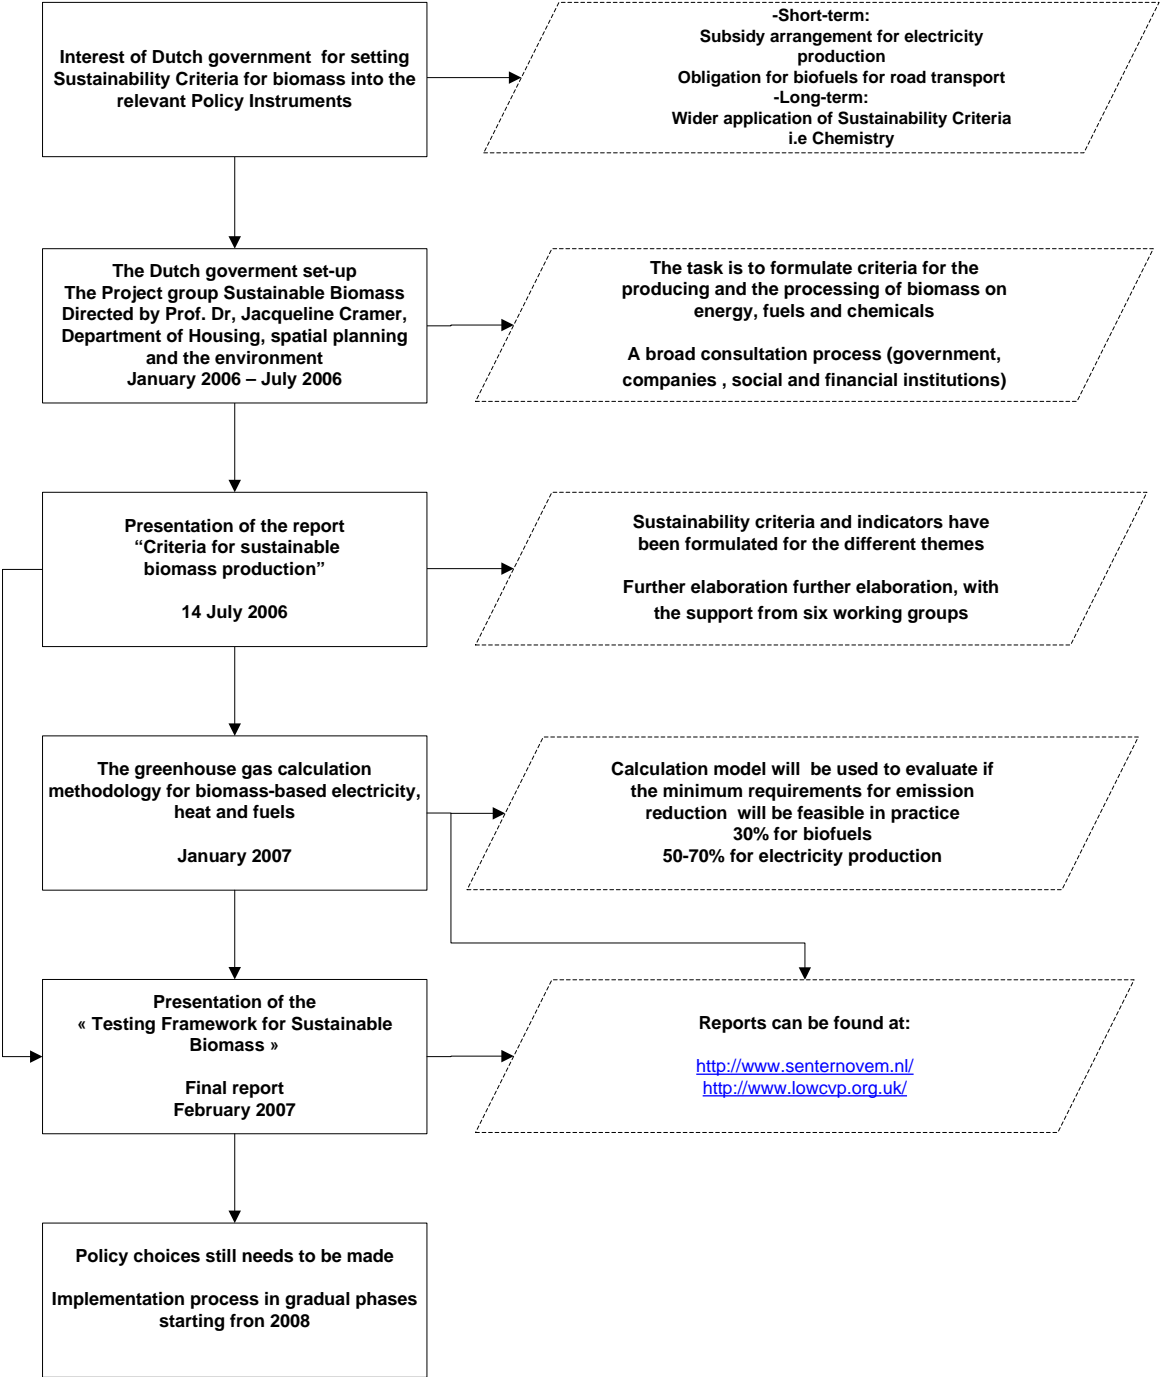 Interest of Dutch government for setting
Sustainability Criteria for biomass into the
relevant Policy Instruments
-Short-term:
Subsidy arrangement for electricity
production
Obligation for biofuels for road transport
-Long-term:
Wider application of Sustainability Criteria
i.e Chemistry
The Dutch goverment set-up
The Project group Sustainable Biomass
Directed by Prof. Dr, Jacqueline Cramer,
Department of Housing, spatial planning
and the environment
January 2006 – July 2006
The task is to formulate criteria for the
producing and the processing of biomass on
energy, fuels and chemicals
A broad consultation process (government,
companies , social and financial institutions)
Presentation of the report
“Criteria for sustainable
biomass production”
14 July 2006
Sustainability criteria and indicators have
been formulated for the different themes
Further elaboration further elaboration, with
the support from six working groups
The greenhouse gas calculation
methodology for biomass-based electricity,
heat and fuels
January 2007
Calculation model will be used to evaluate if
the minimum requirements for emission
reduction will be feasible in practice
30% for biofuels
50-70% for electricity production
Presentation of the
« Testing Framework for Sustainable
Biomass »
Final report
February 2007
Reports can be found at:
http://www.senternovem.nl/
http://www.lowcvp.org.uk/
Policy choices still needs to be made
Implementation process in gradual phases
starting fron 2008